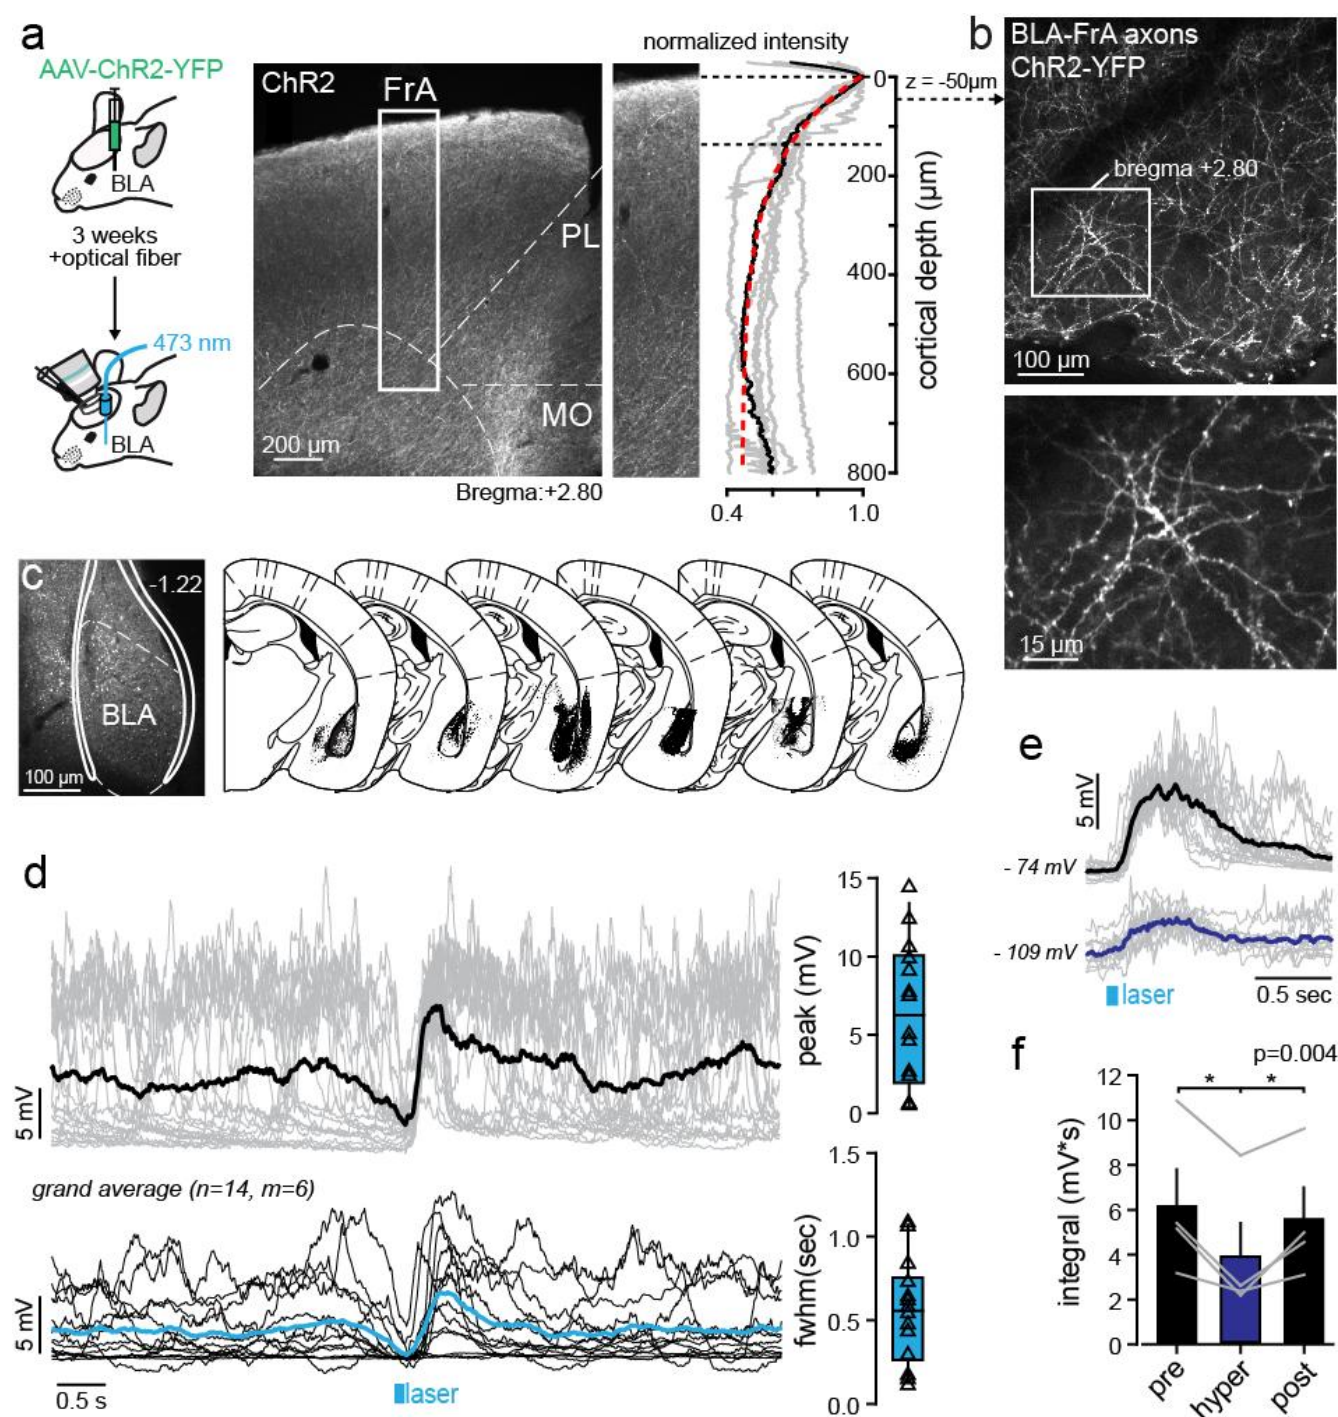 a
AAV-ChR2-YFP
BLA
3 weeks
+optical fiber
473 nm
BLA
ChR2
FrA
PL
MO
200 µm
Bregma:+2.80
normalized intensity
0
200
400
600
800
cortical depth (µm)
0.4
1.0
z = -50µm
b
BLA-FrA axons
ChR2-YFP
bregma +2.80
100 µm
15 µm
c
-1.22
BLA
100 µm
d
5 mV
grand average (n=14, m=6)
5 mV
0.5 s
laser
15
10
5
0
peak (mV)
1.5
1.0
0.5
0.0
fwhm(sec)
e
5 mV
- 74 mV
- 109 mV
laser
0.5 sec
f
p=0.004
* *
12
10
8
6
4
2
0
integral (mV*s)
pre
hyper
post